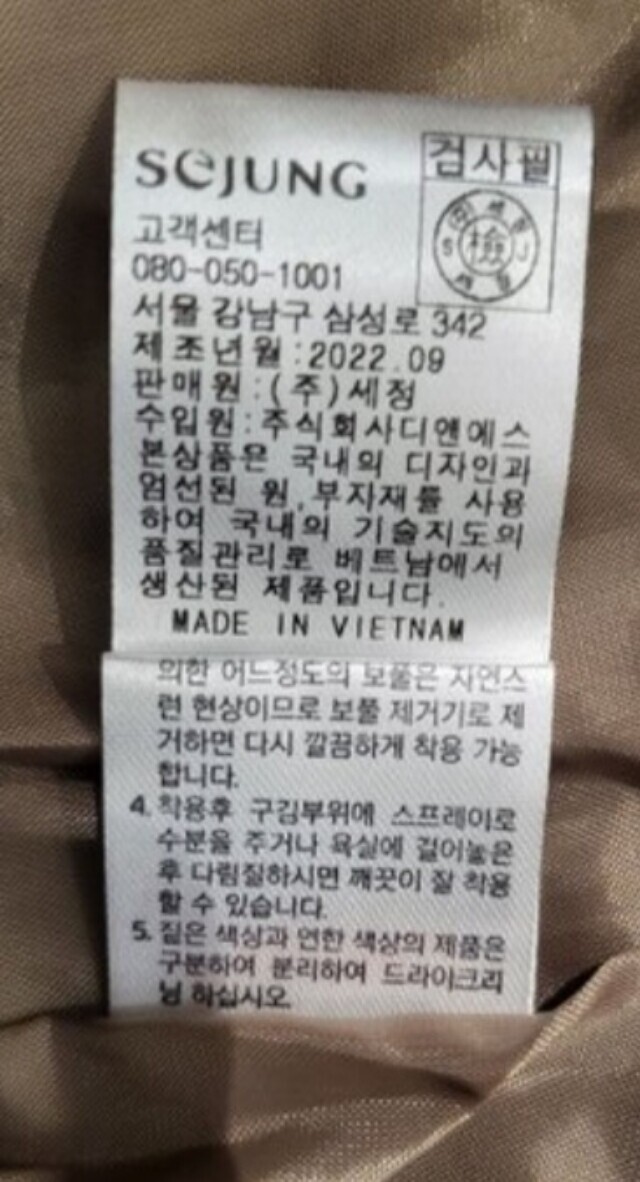 SEJUNG
검사필
(주)세정
S 檢 J
고객센터
080-050-1001
서울 강남구 삼성로 342
제조년월:2022.09
판매원:(주)세정
수입원:주식회사디앤에스
본상품은 국내의 디자인과
엄선된 원,부자재를 사용
하여 국내의 기술지도의
품질관리로 베트남에서
생산된 제품입니다.
MADE IN VIETNAM
의한 어느정도의 보풀은 자연스
런 현상이므로 보풀 제거기로 제
거하면 다시 깔끔하게 착용 가능
합니다.
4. 착용후 구김부위에 스프레이로
수분을 주거나 욕실에 걸어놓은
후 다림질하시면 깨끗이 잘 착용
할 수 있습니다.
5. 짙은 색상과 연한 색상의 제품은
구분하여 분리하여 드라이크리
닝 하십시오.